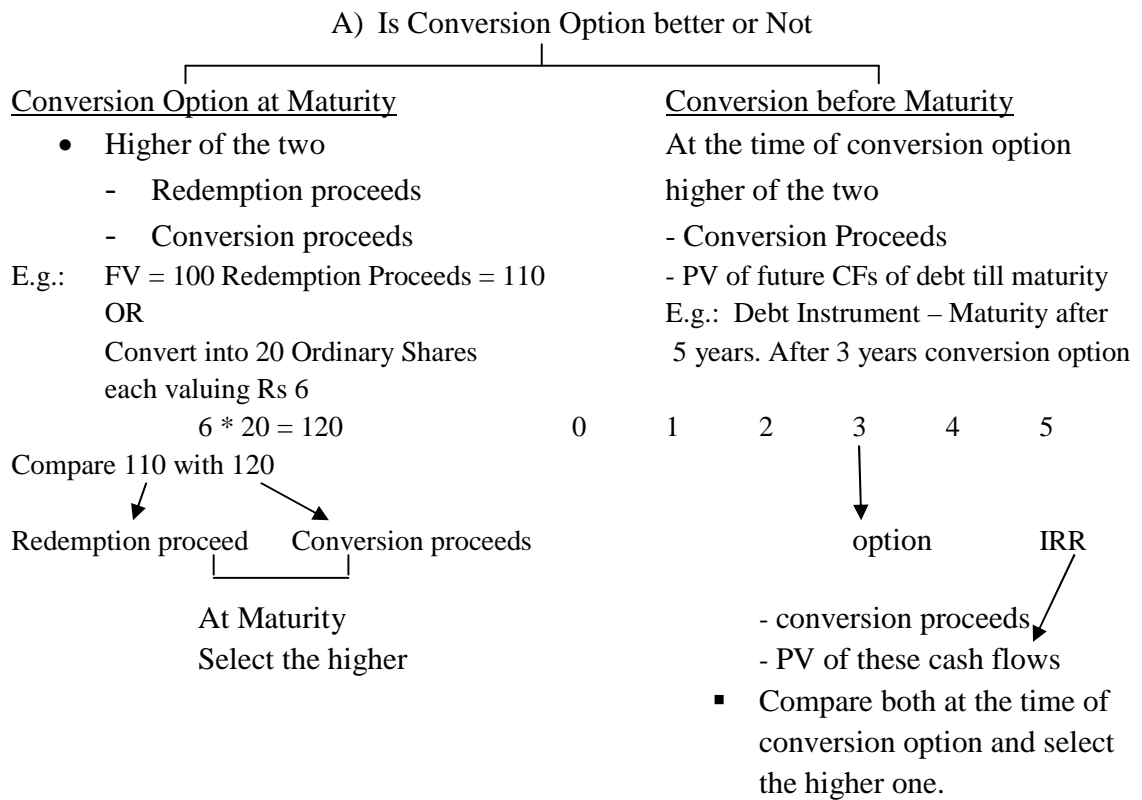 A) Is Conversion Option better or Not
Conversion Option at Maturity
• Higher of the two
- Redemption proceeds
- Conversion proceeds
E.g.: FV = 100 Redemption Proceeds = 110
OR
Convert into 20 Ordinary Shares
each valuing Rs 6
6 * 20 = 120
Compare 110 with 120
Redemption proceed Conversion proceeds
At Maturity
Select the higher
Conversion before Maturity
At the time of conversion option
higher of the two
- Conversion Proceeds
- PV of future CFs of debt till maturity
E.g.: Debt Instrument – Maturity after
5 years. After 3 years conversion option
0 1 2 3 4 5
option IRR
- conversion proceeds
- PV of these cash flows
▪ Compare both at the time of
conversion option and select
the higher one.